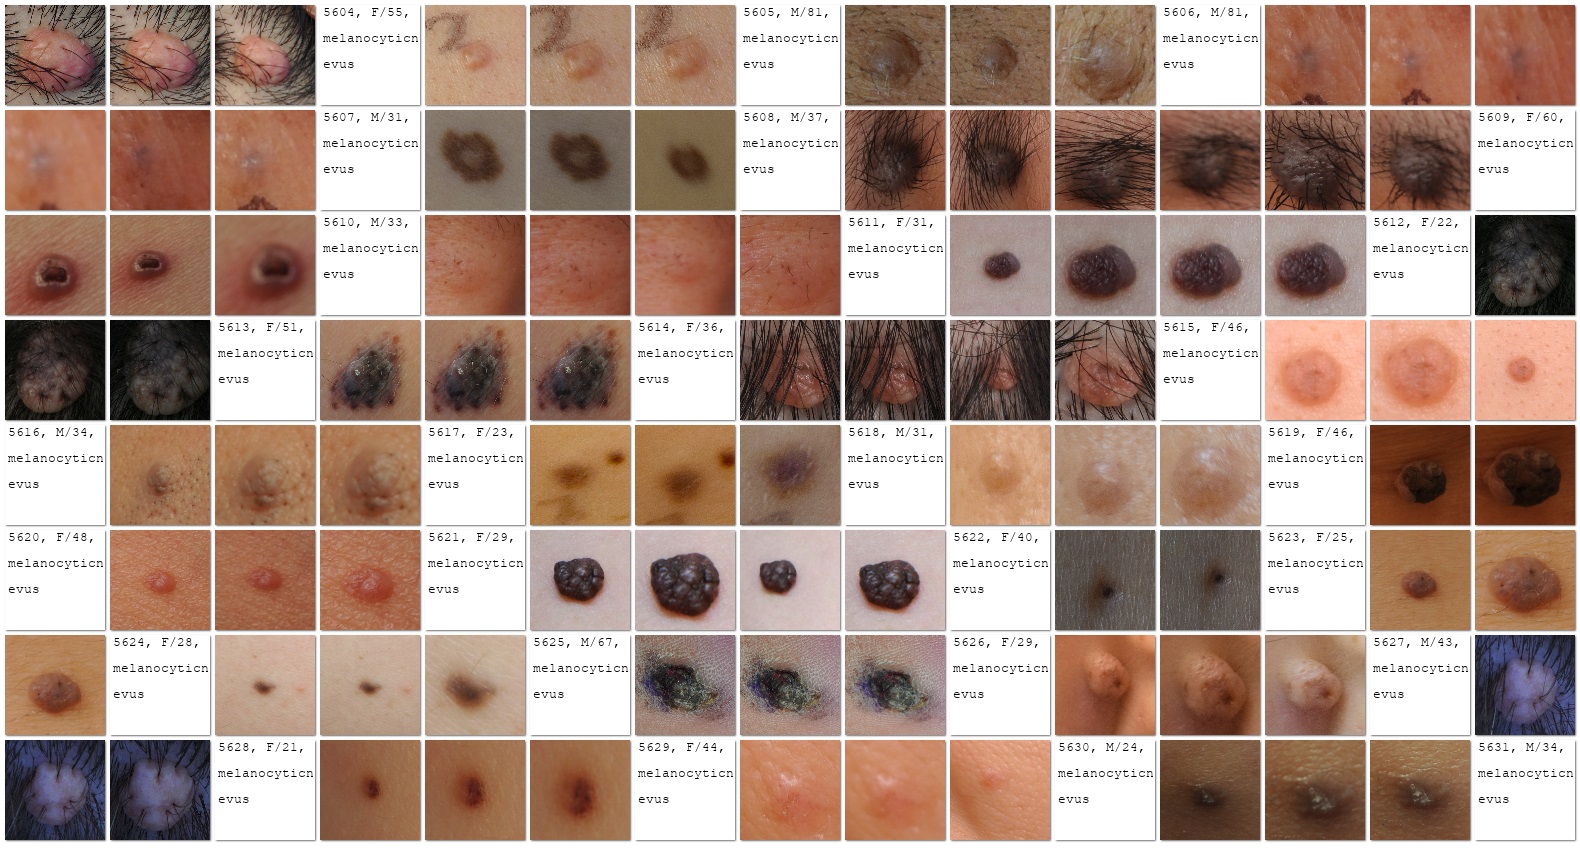 5604, F/55,
melanocyticn
evus
5605, M/81,
melanocyticn
evus
5606, M/81,
melanocyticn
evus
5607, M/31,
melanocyticn
evus
5608, M/37,
melanocyticn
evus
5609, F/60,
melanocyticn
evus
5610, M/33,
melanocyticn
evus
5611, F/31,
melanocyticn
evus
5612, F/22,
melanocyticn
evus
5613, F/51,
melanocyticn
evus
5614, F/36,
melanocyticn
evus
5615, F/46,
melanocyticn
evus
5616, M/34,
melanocyticn
evus
5617, F/23,
melanocyticn
evus
5618, M/31,
melanocyticn
evus
5619, F/46,
melanocyticn
evus
5620, F/48,
melanocyticn
evus
5621, F/29,
melanocyticn
evus
5622, F/40,
melanocyticn
evus
5623, F/25,
melanocyticn
evus
5624, F/28,
melanocyticn
evus
5625, M/67,
melanocyticn
evus
5626, F/29,
melanocyticn
evus
5627, M/43,
melanocyticn
evus
5628, F/21,
melanocyticn
evus
5629, F/44,
melanocyticn
evus
5630, M/24,
melanocyticn
evus
5631, M/34,
melanocyticn
evus